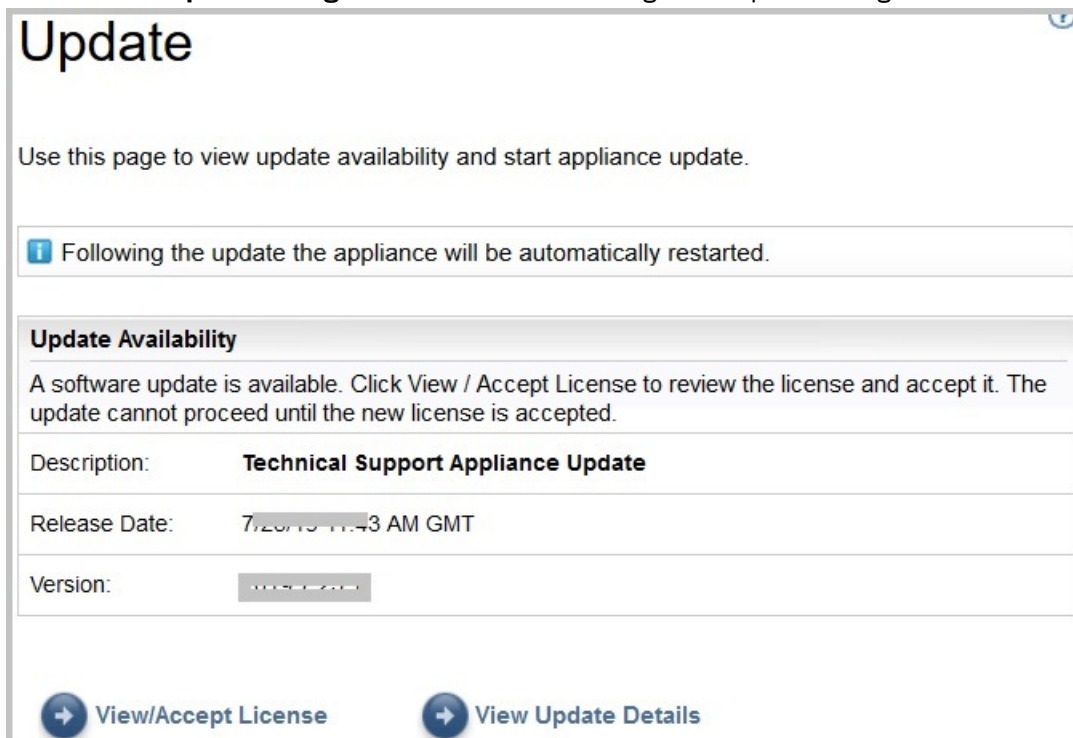 Update
Use this page to view update availability and start appliance update.
Following the update the appliance will be automatically restarted.
Update Availability
A software update is available. Click View / Accept License to review the license and accept it. The
update cannot proceed until the new license is accepted.
Description: Technical Support Appliance Update
Release Date: 3 AM GMT
Version:
View/Accept License View Update Details